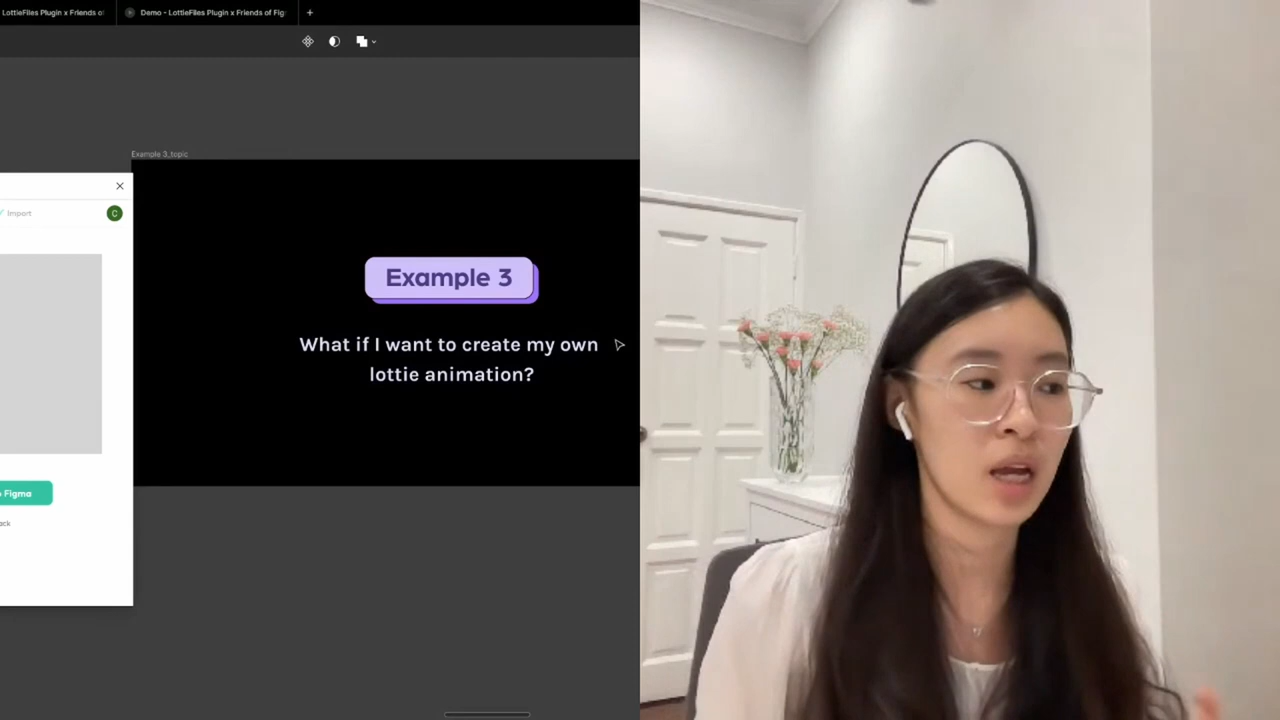 LottieFiles Plugin x Friends of
Demo - LottieFiles Plugin x Friends of Fig
Example 3_topic
Import
C
Example 3
What if I want to create my own
lottie animation?
Figma